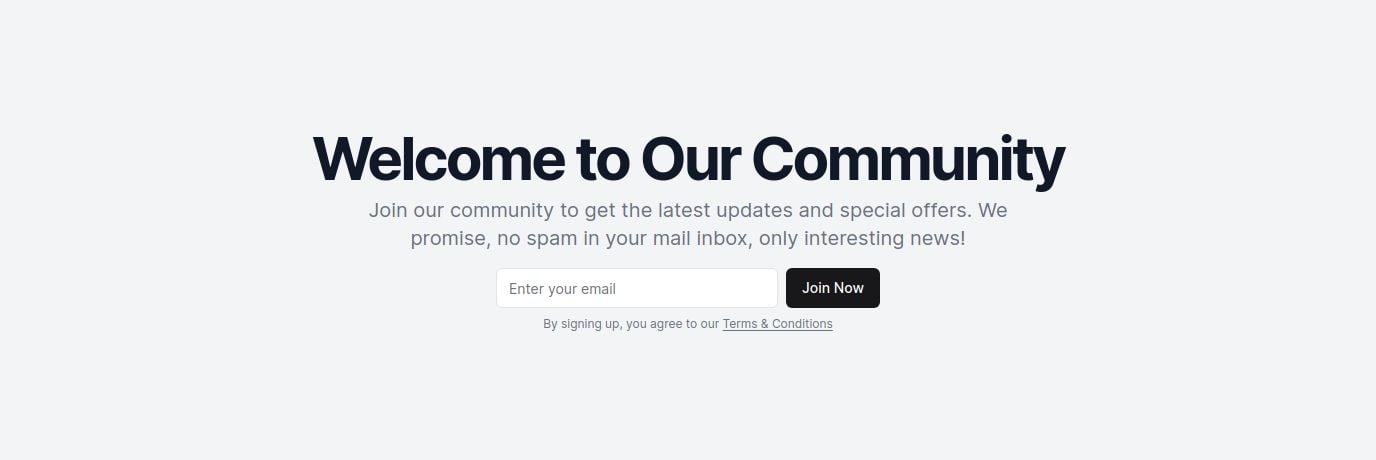 Welcome to Our Community
Join our community to get the latest updates and special offers. We
promise, no spam in your mail inbox, only interesting news!
Enter your email
Join Now
By signing up, you agree to our Terms & Conditions